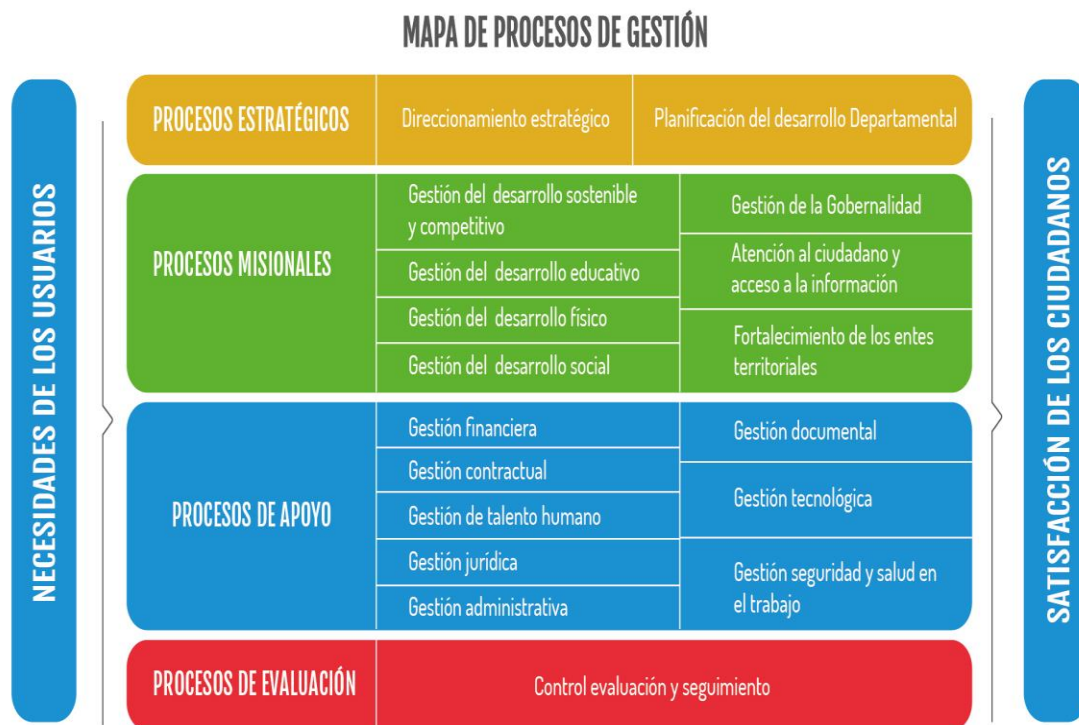 MAPA DE PROCESOS DE GESTIÓN
NECESIDADES DE LOS USUARIOS
PROCESOS ESTRATÉGICOS
Direccionamiento estratégico
Planificación del desarrollo Departamental
PROCESOS MISIONALES
Gestión del desarrollo sostenible
y competitivo
Gestión del desarrollo educativo
Gestión del desarrollo físico
Gestión del desarrollo social
Gestión de la Gobernalidad
Atención al ciudadano y
acceso a la información
Fortalecimiento de los entes
territoriales
PROCESOS DE APOYO
Gestión financiera
Gestión contractual
Gestión de talento humano
Gestión jurídica
Gestión administrativa
Gestión documental
Gestión tecnológica
Gestión seguridad y salud en
el trabajo
PROCESOS DE EVALUACIÓN
Control evaluación y seguimiento
SATISFACCIÓN DE LOS CIUDADANOS